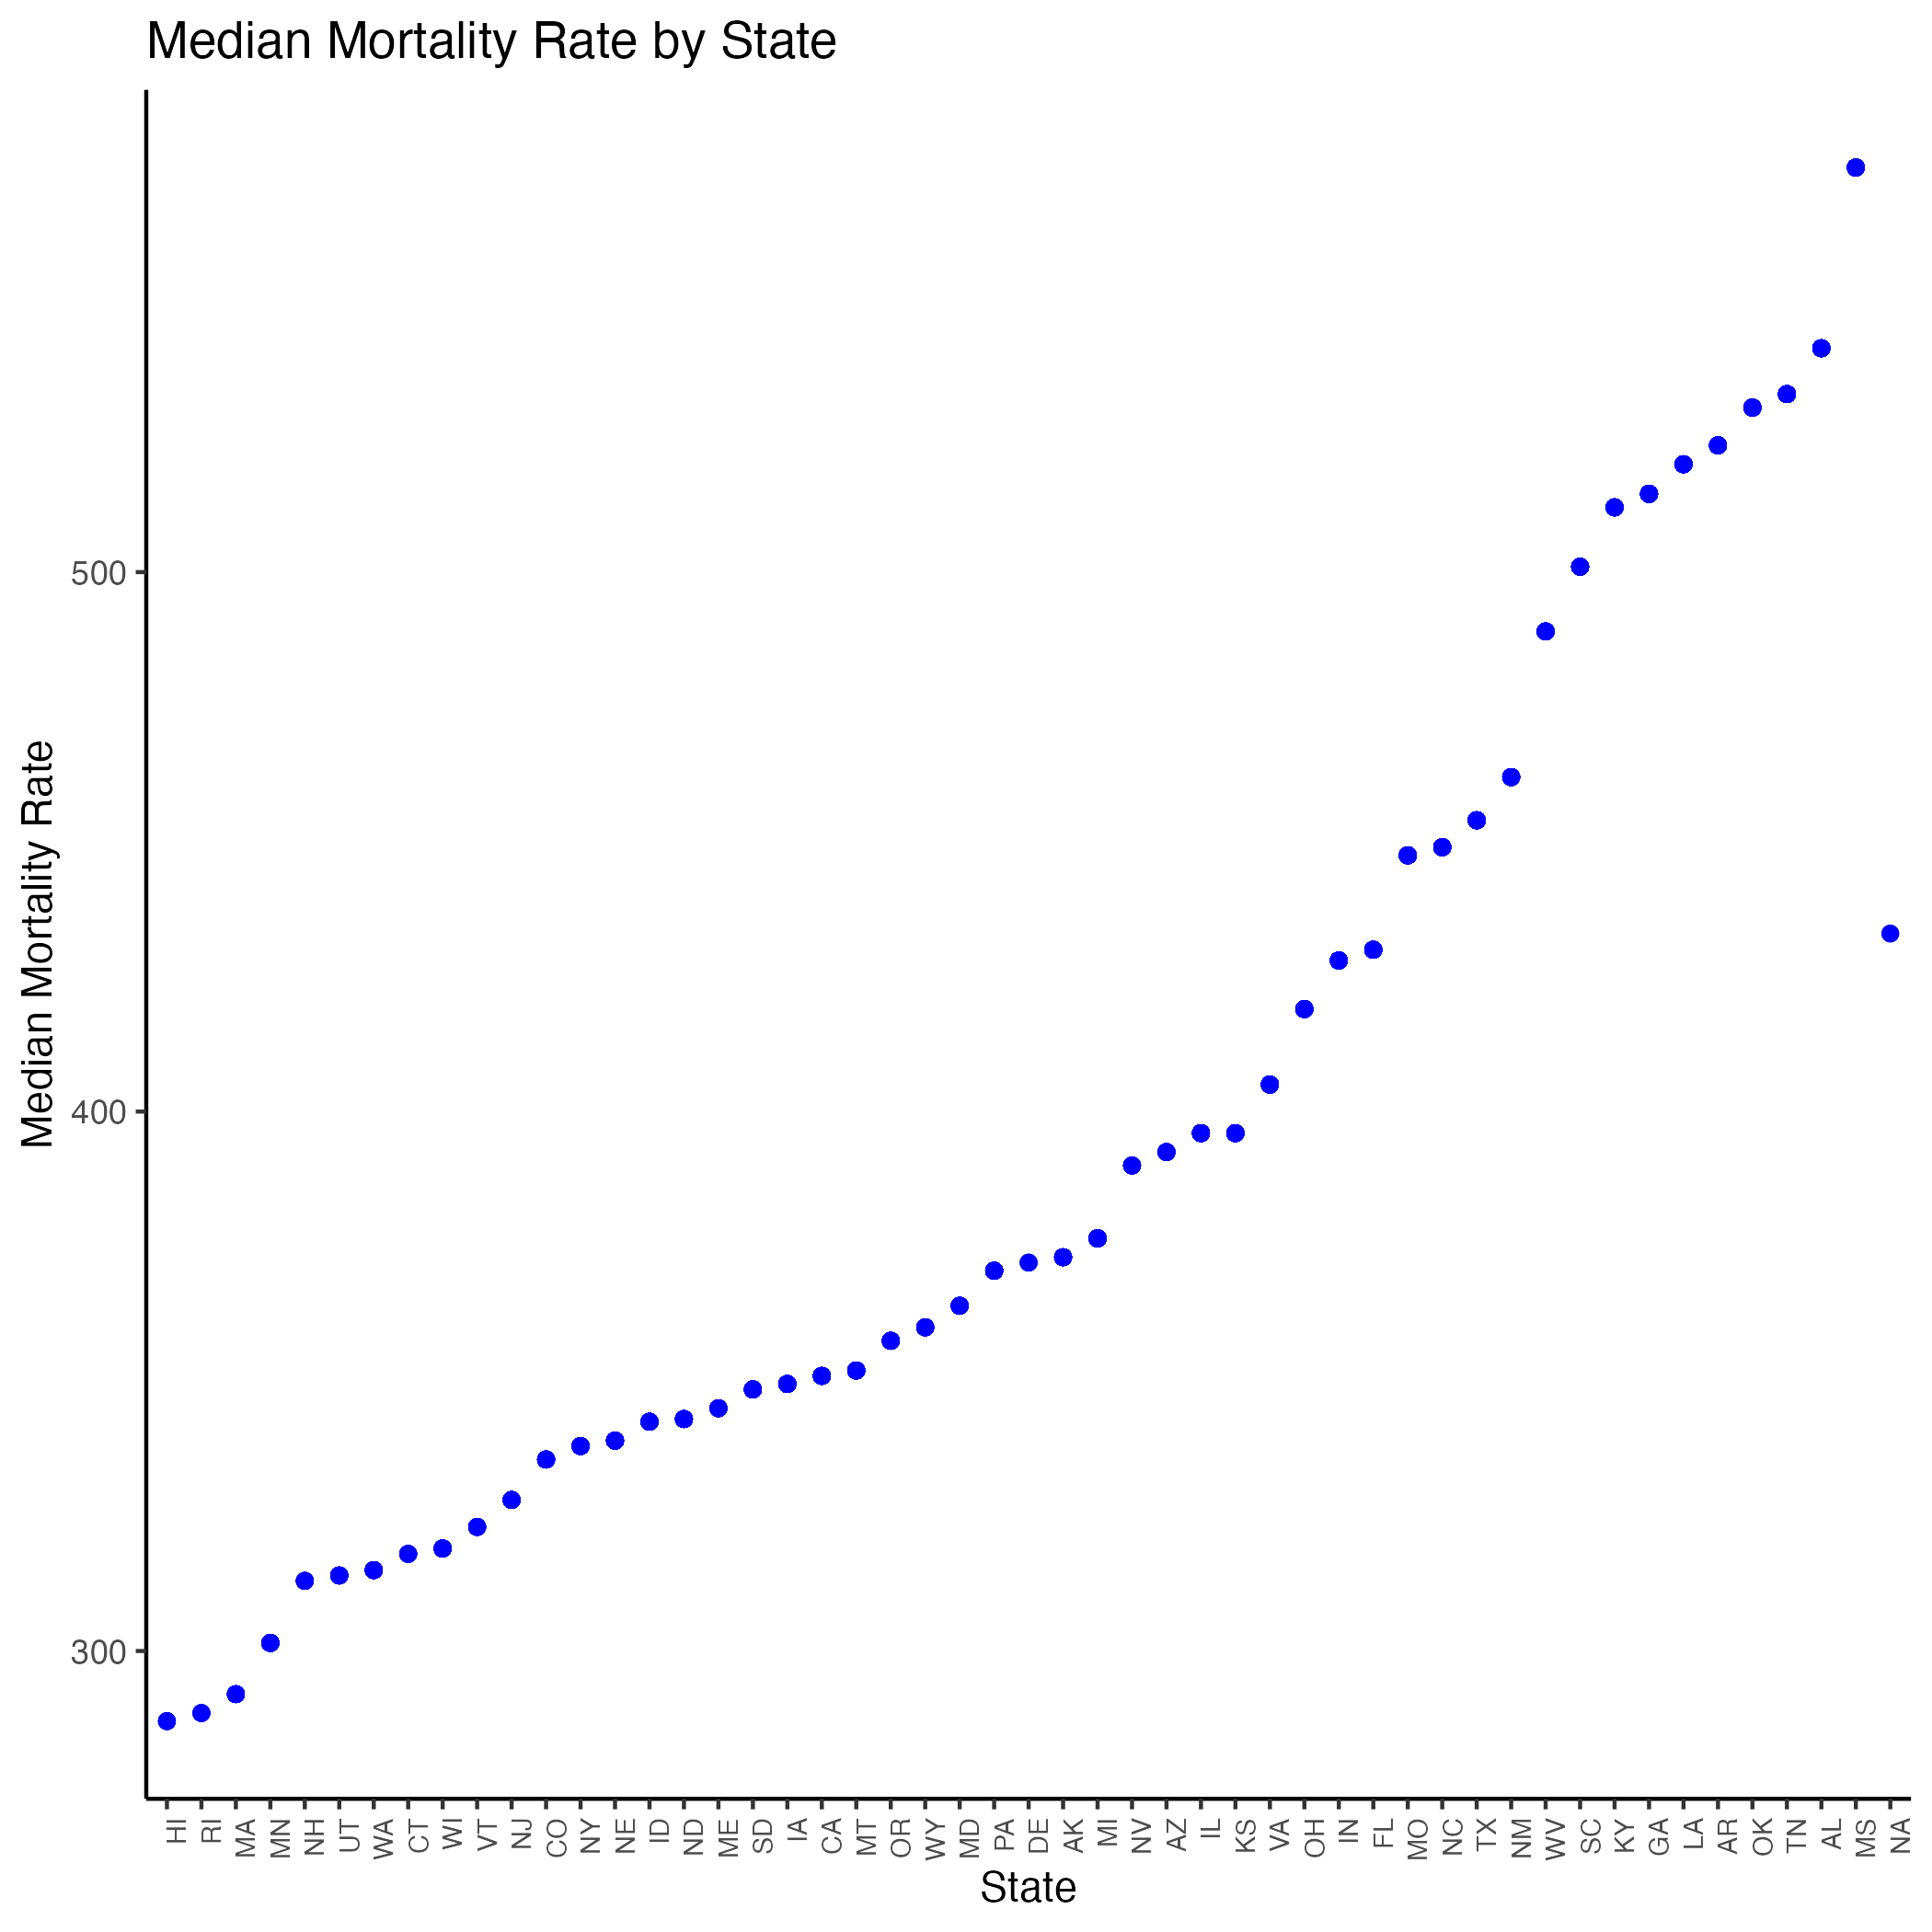 Median Mortality Rate by State
Median Mortality Rate
500
400
300
HI RI MA MN NH UT WA CT WI VT NJ CO NY NE ID ND ME SD IA CA MT OR WY MD PA DE AK MI NV AZ IL KS VA OH IN FL MO NC TX NM WV SC KY GA LA AR OK TN AL MS NA
State